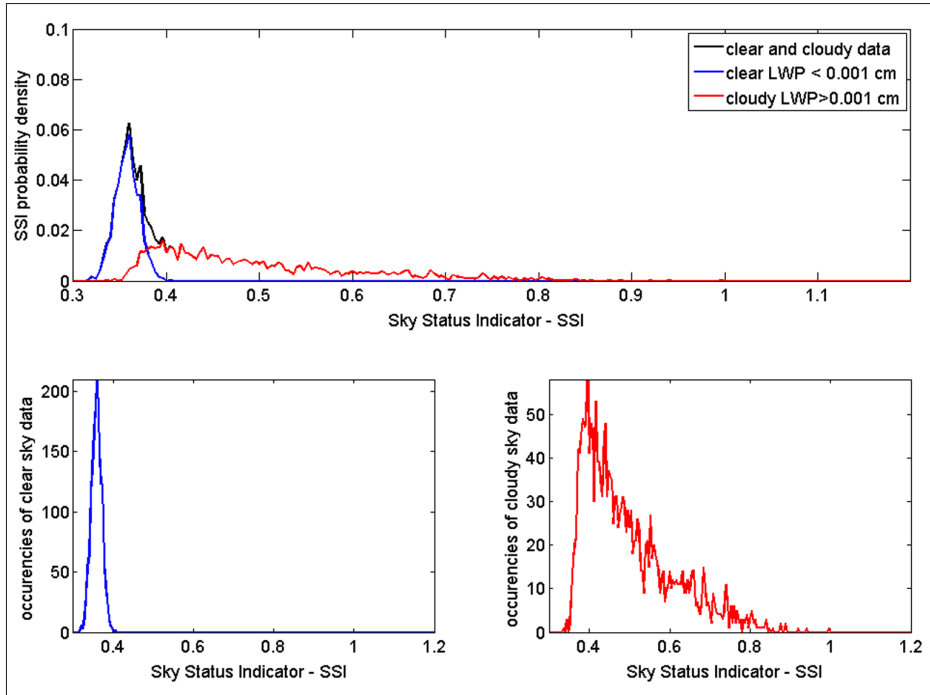 0.1
0.08
0.06
0.04
0.02
0
SSI probability density
clear and cloudy data
clear LWP < 0.001 cm
cloudy LWP>0.001 cm
0.3 0.4 0.5 0.6 0.7 0.8 0.9 1 1.1
Sky Status Indicator - SSI
200
150
100
50
0
occurencies of clear sky data
0.4 0.6 0.8 1 1.2
Sky Status Indicator - SSI
50
40
30
20
10
0
occurencies of cloudy sky data
0.4 0.6 0.8 1 1.2
Sky Status Indicator - SSI